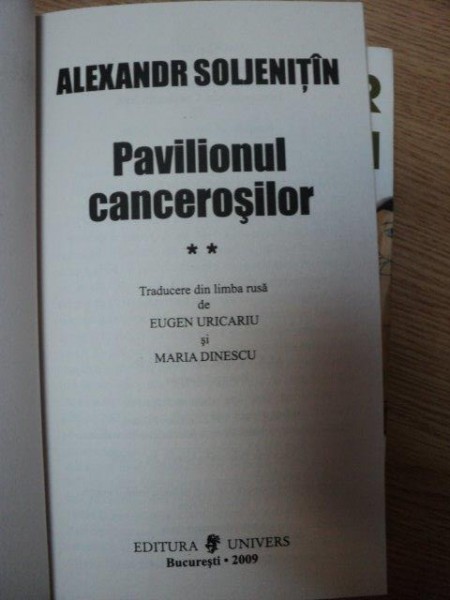 ALEXANDR SOLJENIȚÎN
Pavilionul
canceroșilor
* *
Traducere din limba rusă
de
EUGEN URICARIU
și
MARIA DINESCU
EDITURA UNIVERS
București • 2009